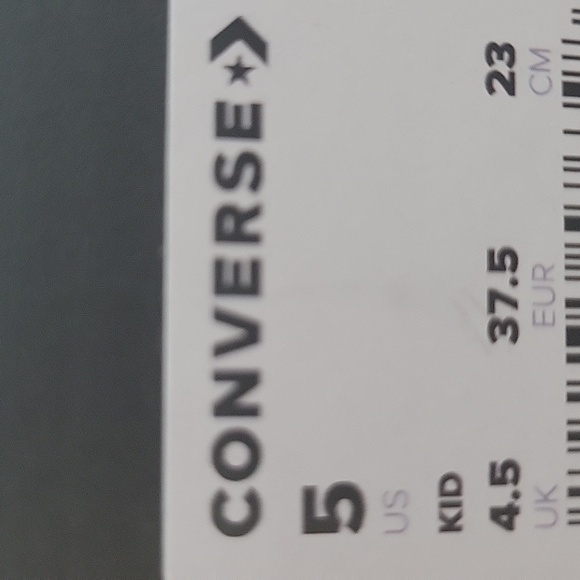 CONVERSE
5
US
KID
4.5 37.5 23
UK EUR CM